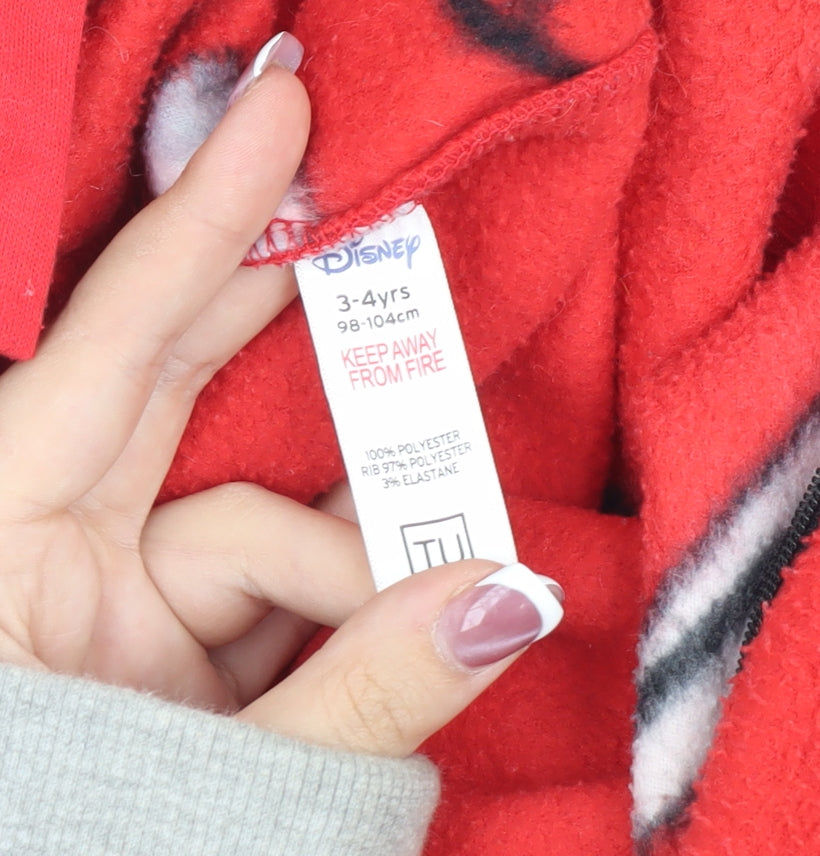 Disney
3-4yrs
98-104cm
KEEP AWAY
FROM FIRE
100% POLYESTER
RIB 97% POLYESTER
3% ELASTANE
TU